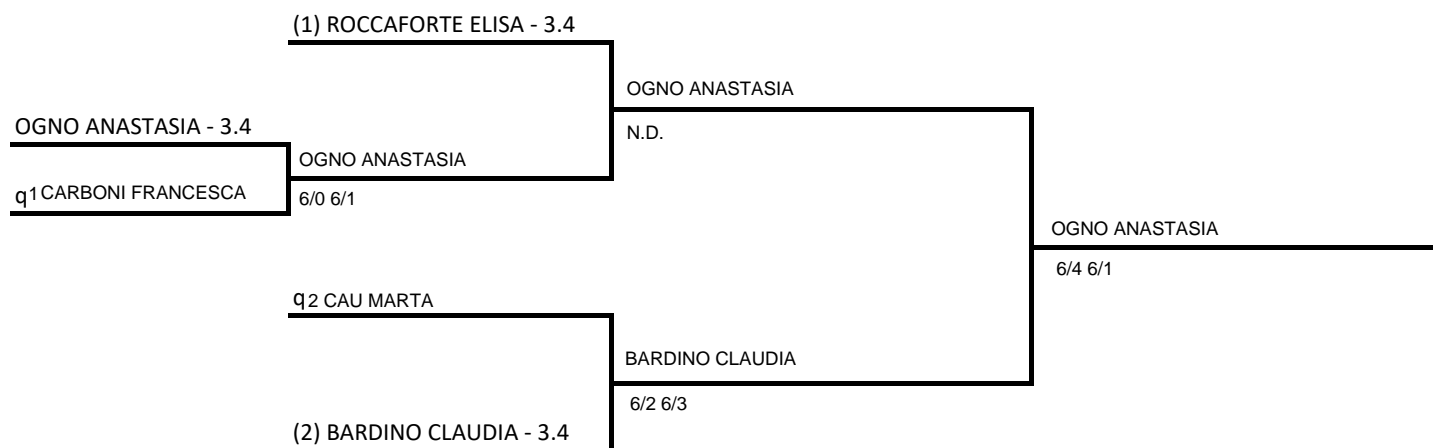 (1) ROCCAFORTE ELISA - 3.4
OGNO ANASTASIA
OGNO ANASTASIA - 3.4
N.D.
OGNO ANASTASIA
q1 CARBONI FRANCESCA
6/0 6/1
OGNO ANASTASIA
6/4 6/1
q2 CAU MARTA
BARDINO CLAUDIA
6/2 6/3
(2) BARDINO CLAUDIA - 3.4